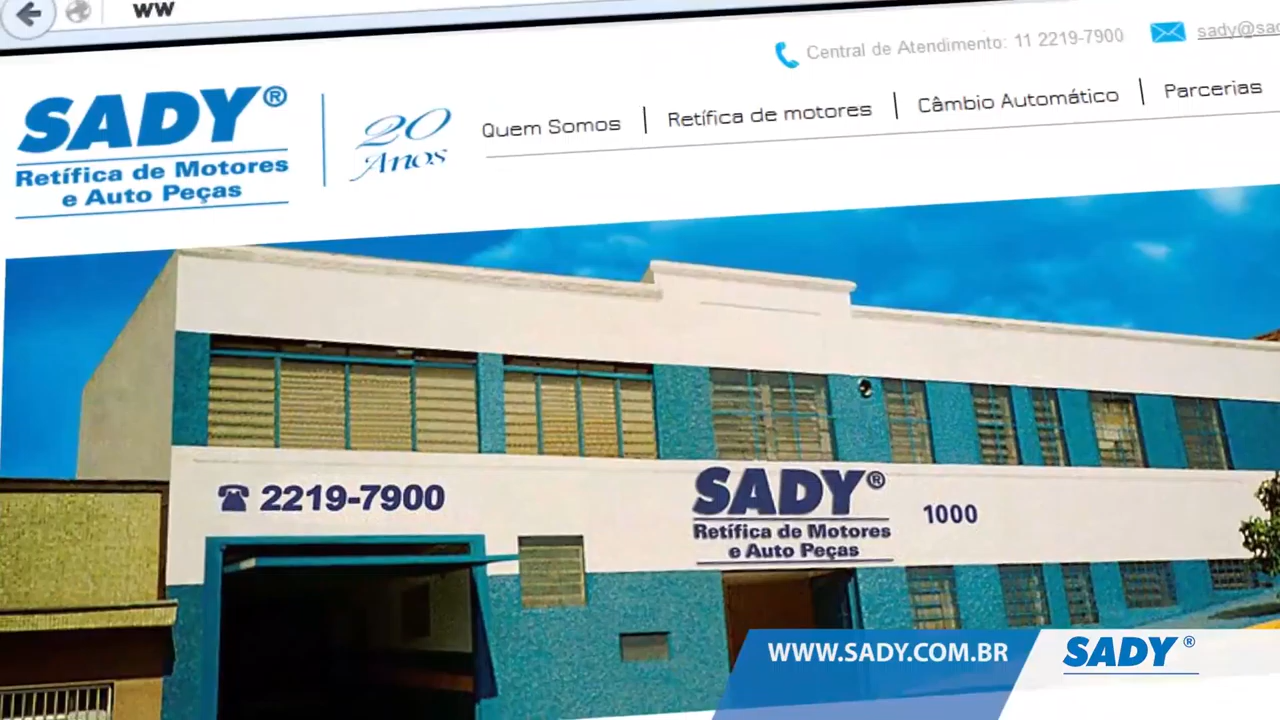 WW
Central de Atendimento: 11 2219-7900
SADY®
Retífica de Motores
e Auto Peças
20
Anos
Quem Somos
Retífica de motores
Câmbio Automático
Parcerias
2219-7900
SADY®
Retífica de Motores
e Auto Peças
1000
WWW.SADY.COM.BR
SADY®